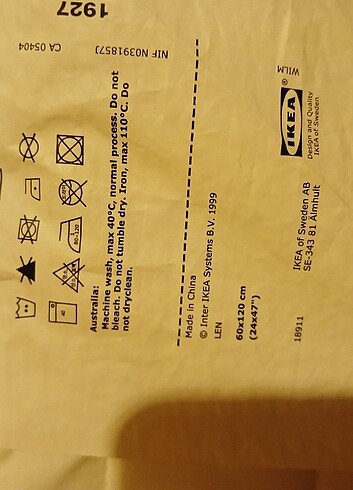 1927
CA 05404
NIF N0391857J
Australia:
Machine wash, max 40°C, normal process. Do not
bleach. Do not tumble dry. Iron, max 110°C. Do
not dryclean.
Made in China
© Inter IKEA Systems B.V. 1999
LEN
60x120 cm
(24x47")
18911
IKEA of Sweden AB
SE-343 81 Älmhult
IKEA®
Design and Quality
IKEA of Sweden
WILM